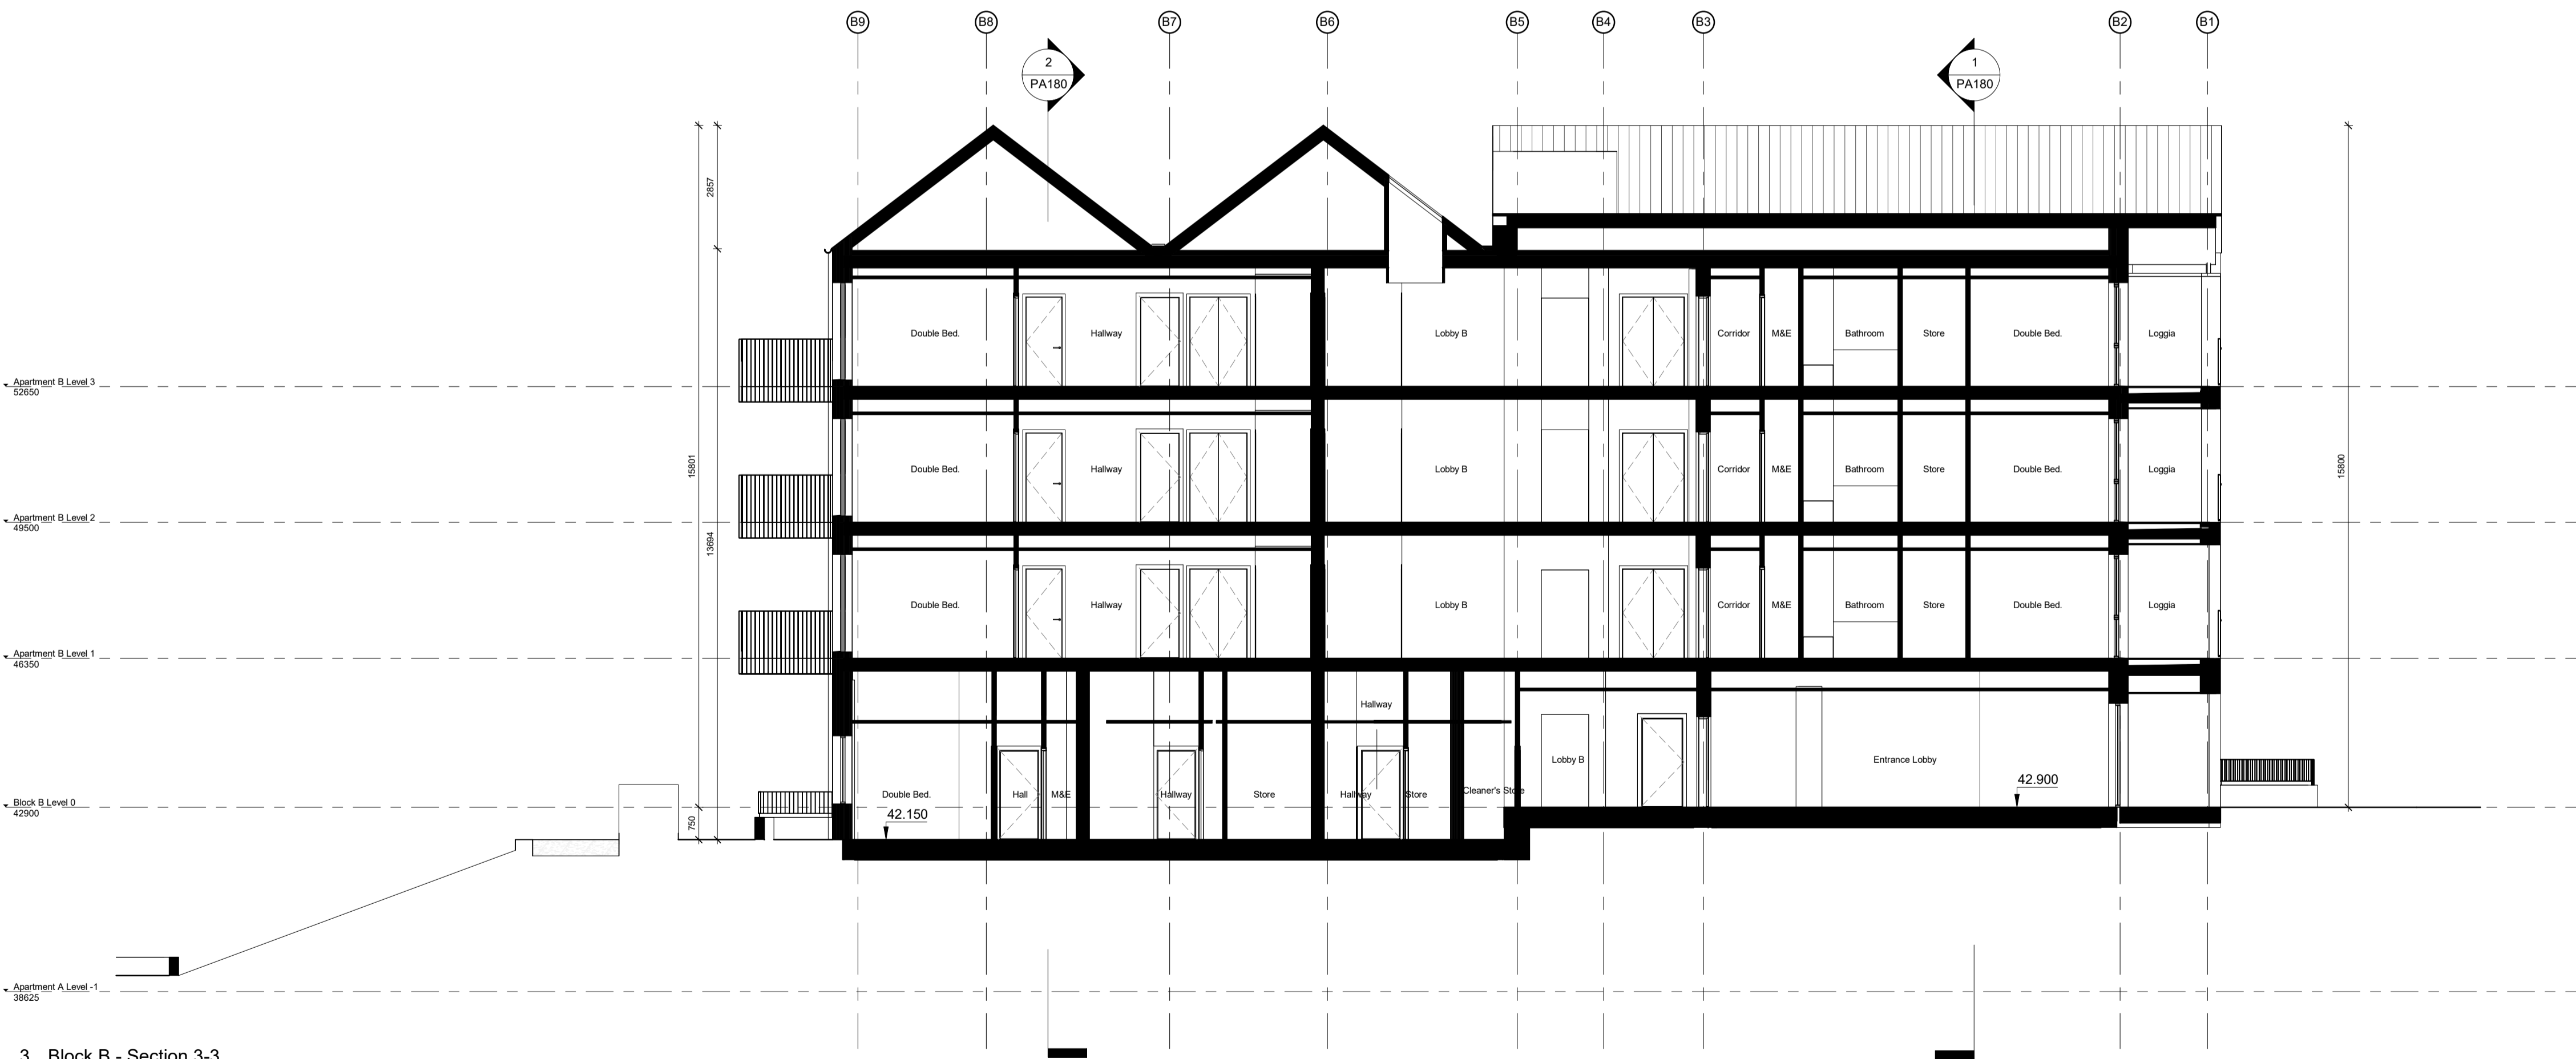 B9 B8 B7 B6 B5 B4 B3 B2 B1
2
PA180
1
PA180
2857
15801
13694
750
15800
Double Bed. Hallway Lobby B Corridor M&E Bathroom Store Double Bed. Loggia
Apartment B Level 3
52650
Double Bed. Hallway Lobby B Corridor M&E Bathroom Store Double Bed. Loggia
Apartment B Level 2
49500
Double Bed. Hallway Lobby B Corridor M&E Bathroom Store Double Bed. Loggia
Apartment B Level 1
46350
Hallway
Lobby B Entrance Lobby
42.900
Double Bed. Hall M&E Hallway Store Hallway Store Cleaner's Store
Block B Level 0
42900
42.150
Apartment A Level -1
38625
3 Block B - Section 3-3